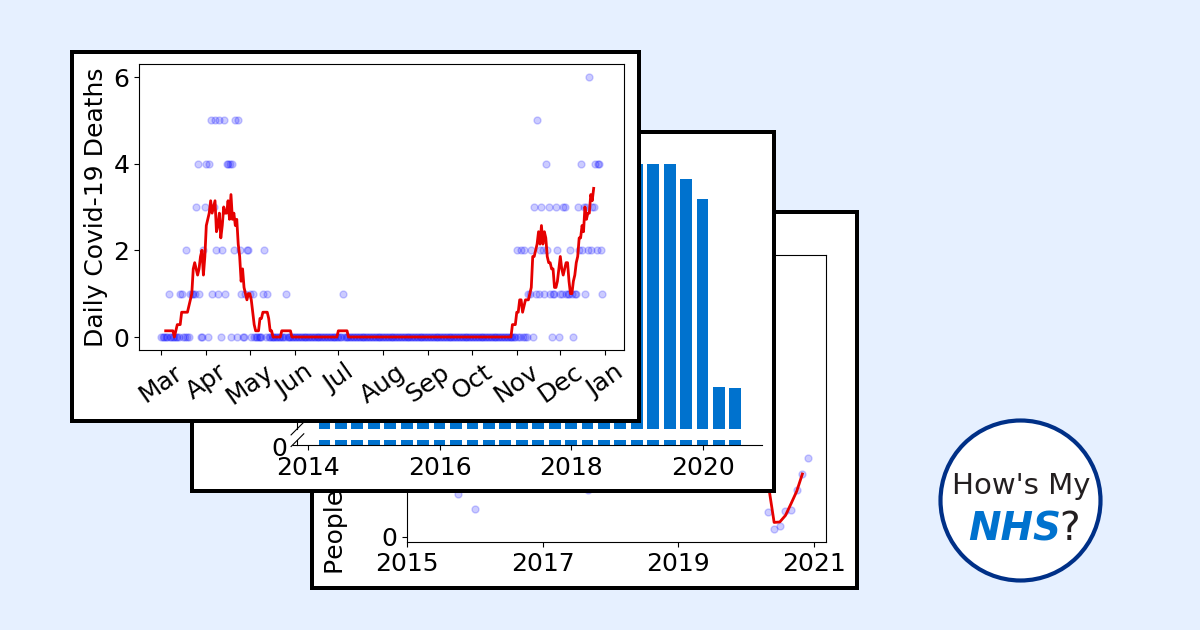 Daily Covid-19 Deaths
6
4
2
0
Mar Apr May Jun Jul Aug Sep Oct Nov Dec Jan
0
2014 2016 2018 2020
People
0
2015 2017 2019 2021
How's My
NHS?